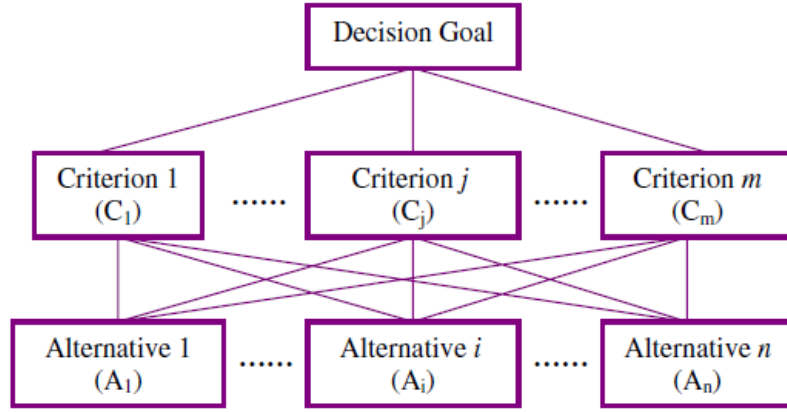 Decision Goal
Criterion 1
(C₁)
......
Criterion j
(Cⱼ)
......
Criterion m
(Cₘ)
Alternative 1
(A₁)
......
Alternative i
(Aᵢ)
......
Alternative n
(Aₙ)